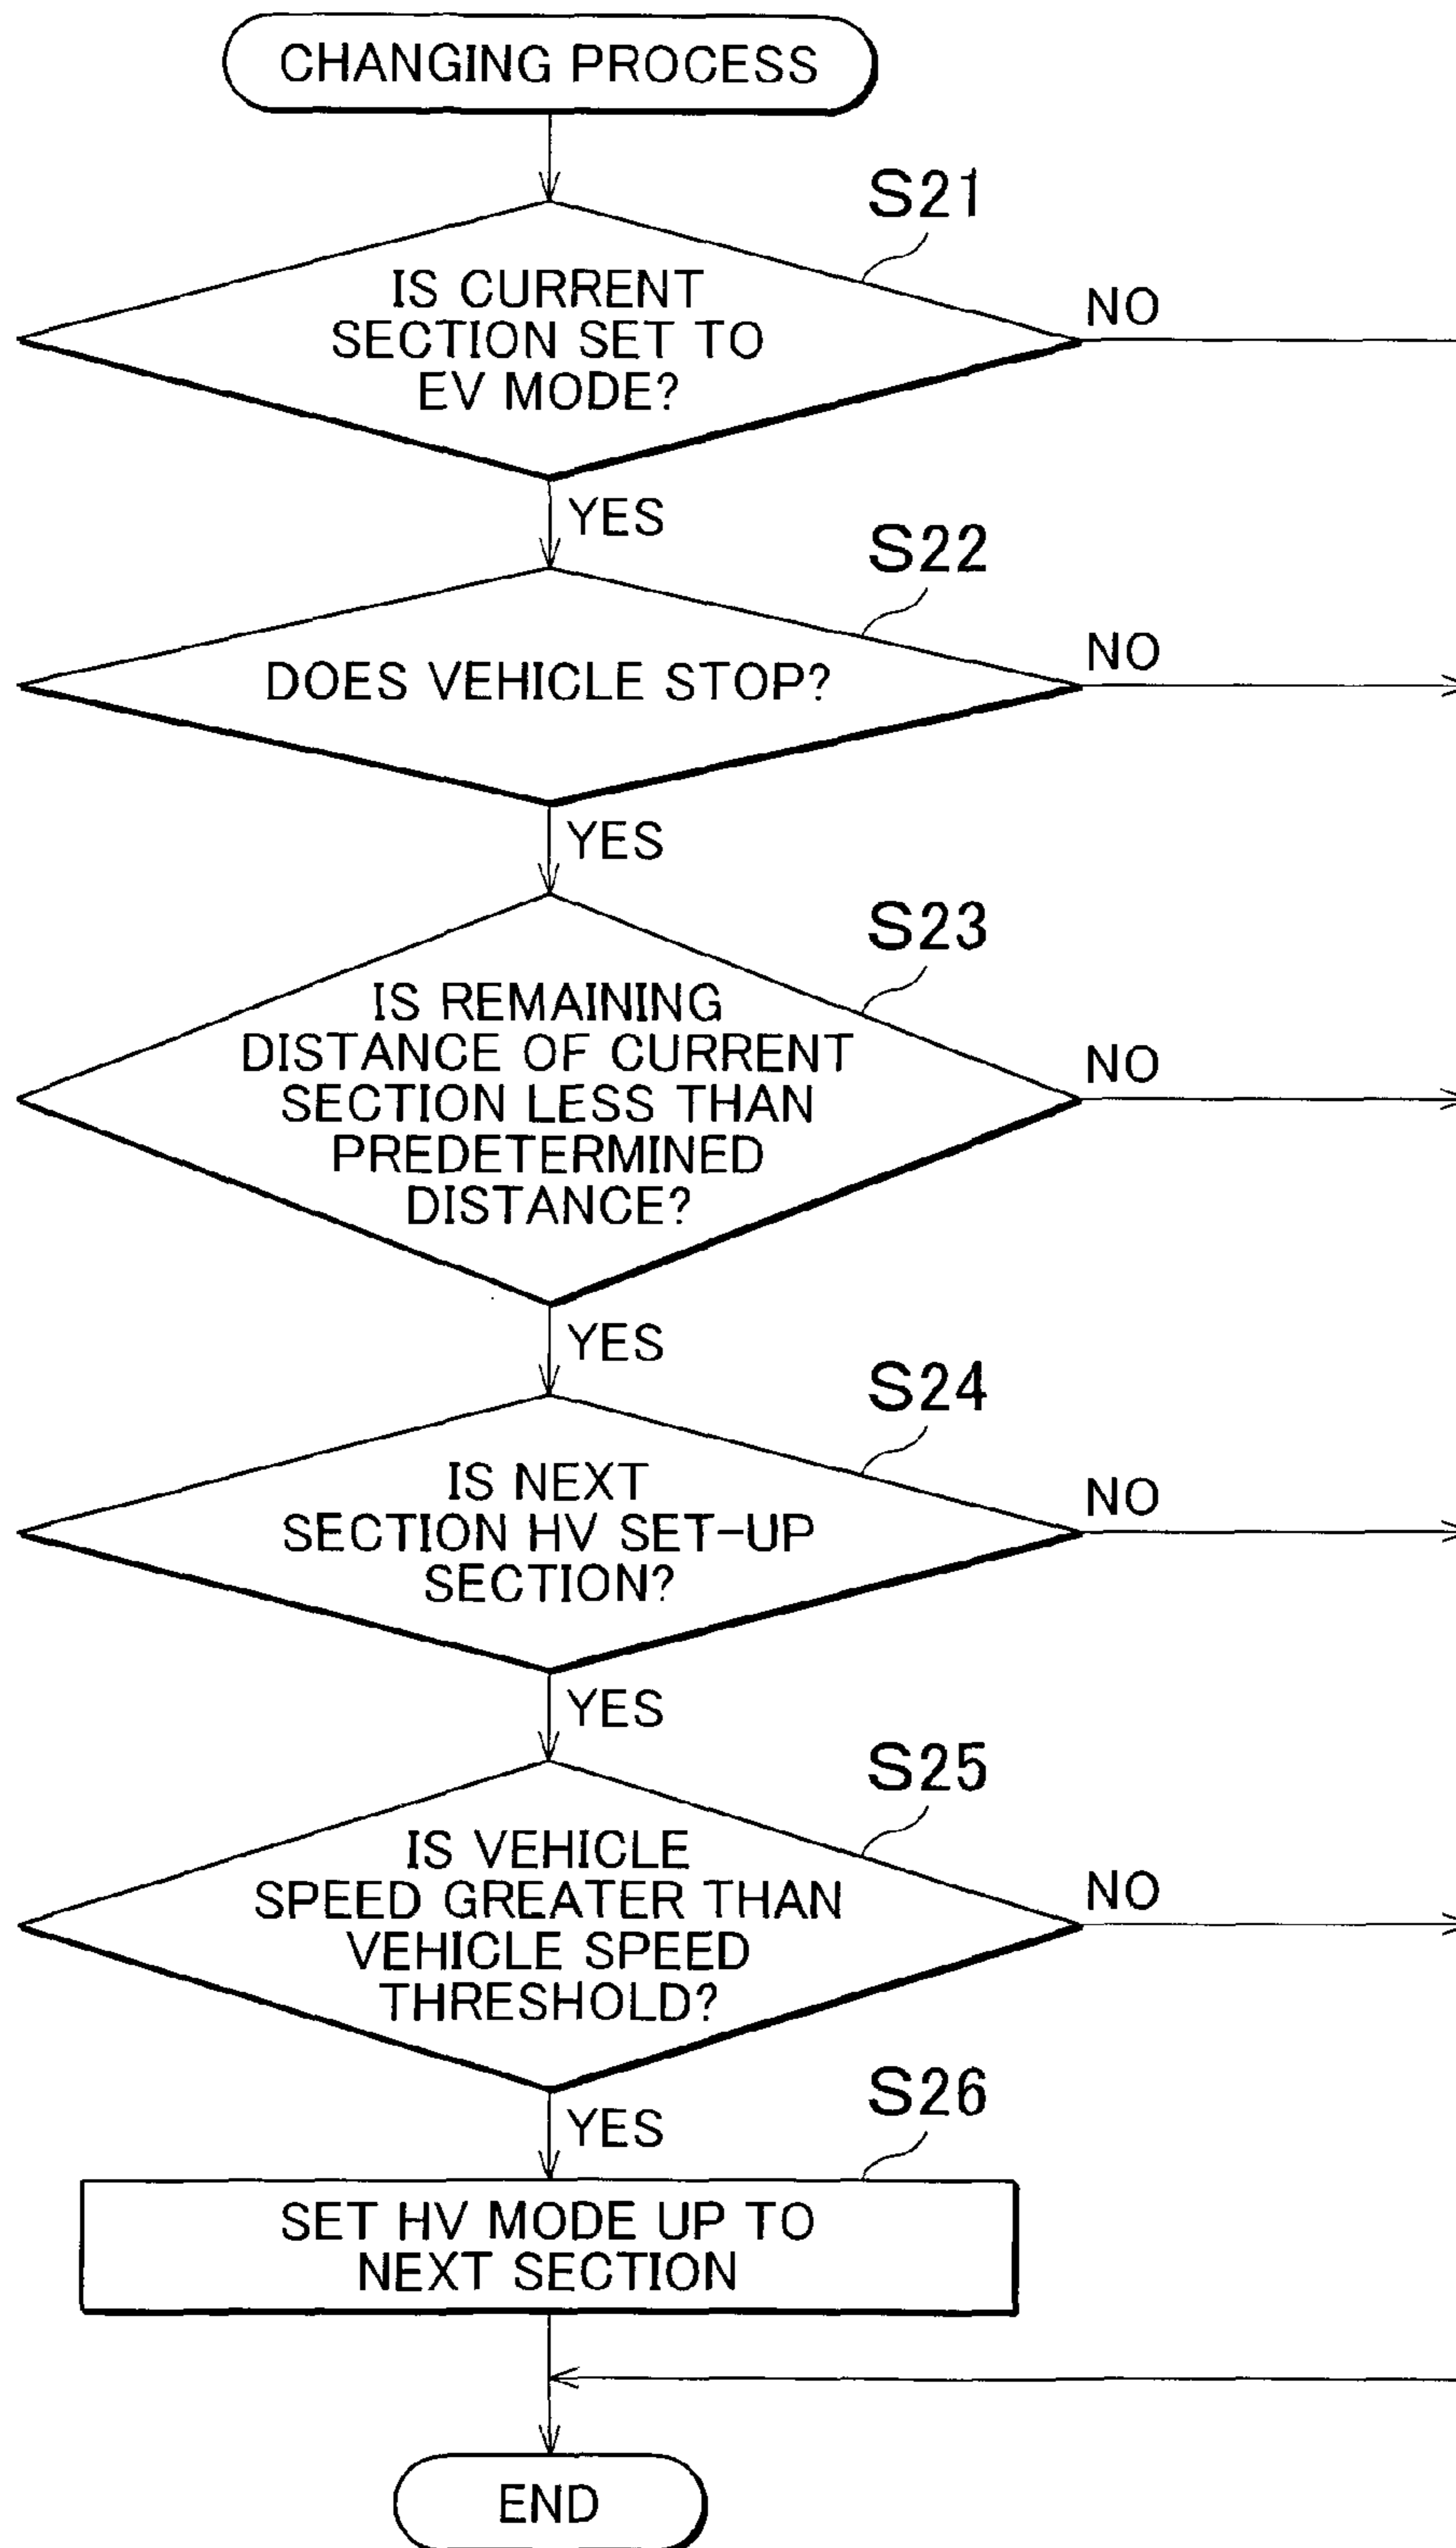 CHANGING PROCESS
S21
IS CURRENT
SECTION SET TO
EV MODE?
NO
YES
S22
DOES VEHICLE STOP?
NO
YES
S23
IS REMAINING
DISTANCE OF CURRENT
SECTION LESS THAN
PREDETERMINED
DISTANCE?
NO
YES
S24
IS NEXT
SECTION HV SET-UP
SECTION?
NO
YES
S25
IS VEHICLE
SPEED GREATER THAN
VEHICLE SPEED
THRESHOLD?
NO
YES
S26
SET HV MODE UP TO
NEXT SECTION
END